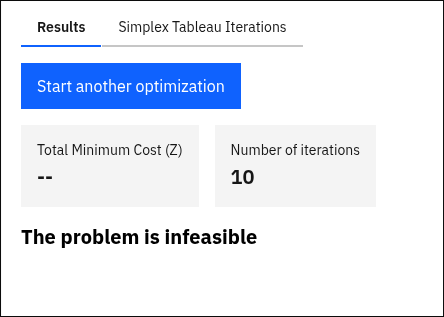 Results Simplex Tableau Iterations
Start another optimization
Total Minimum Cost (Z) Number of iterations
-- 10
The problem is infeasible